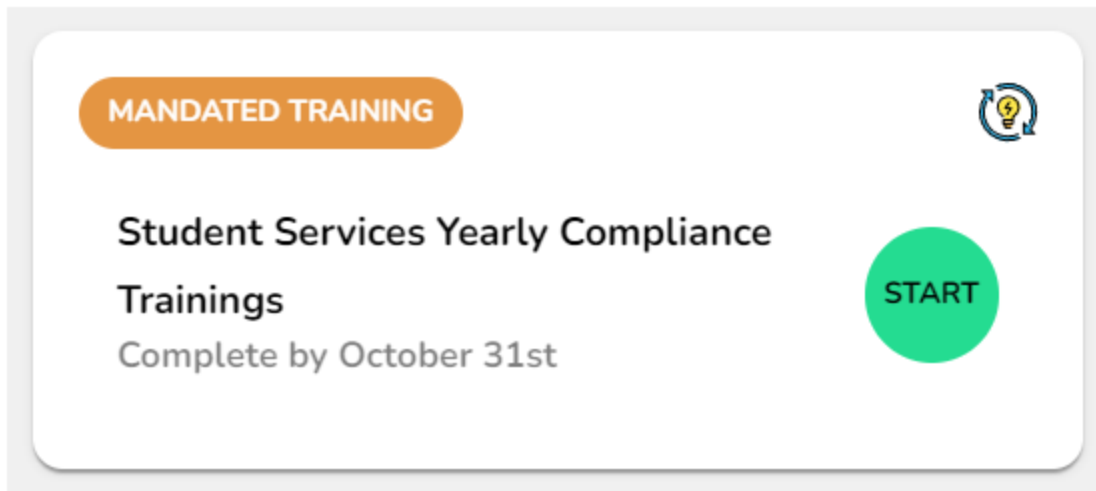 MANDATED TRAINING
Student Services Yearly Compliance
Trainings
Complete by October 31st
START